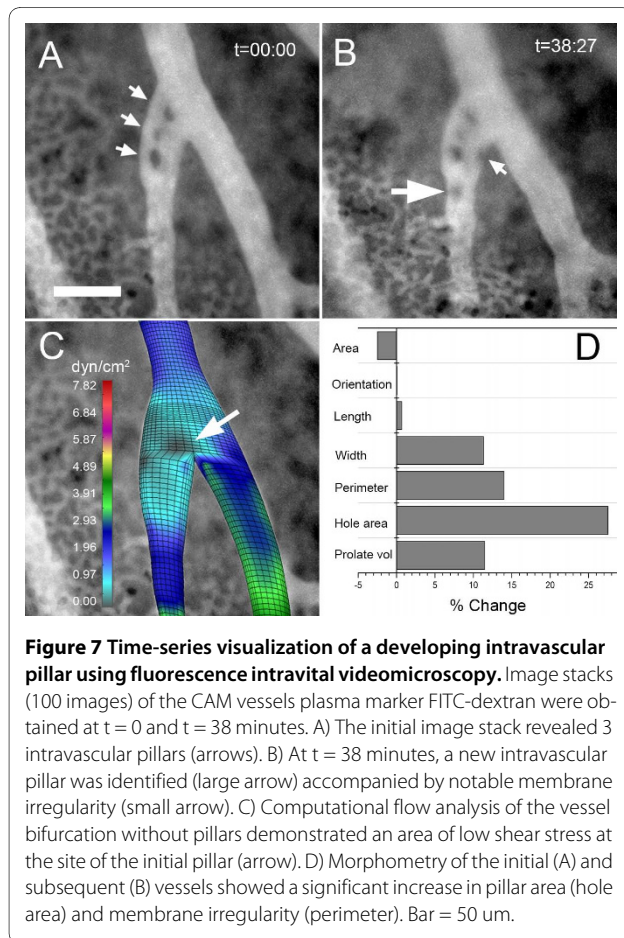 A
t=00:00
B
t=38:27
C
dyn/cm2
7.82
6.84
5.87
4.89
3.91
2.93
1.96
0.97
0.00
D
Area
Orientation
Length
Width
Perimeter
Hole area
Prolate vol
-5 0 5 10 15 20 25
% Change
Figure 7 Time-series visualization of a developing intravascular
pillar using fluorescence intravital videomicroscopy. Image stacks
(100 images) of the CAM vessels plasma marker FITC-dextran were ob-
tained at t = 0 and t = 38 minutes. A) The initial image stack revealed 3
intravascular pillars (arrows). B) At t = 38 minutes, a new intravascular
pillar was identified (large arrow) accompanied by notable membrane
irregularity (small arrow). C) Computational flow analysis of the vessel
bifurcation without pillars demonstrated an area of low shear stress at
the site of the initial pillar (arrow). D) Morphometry of the initial (A) and
subsequent (B) vessels showed a significant increase in pillar area (hole
area) and membrane irregularity (perimeter). Bar = 50 um.